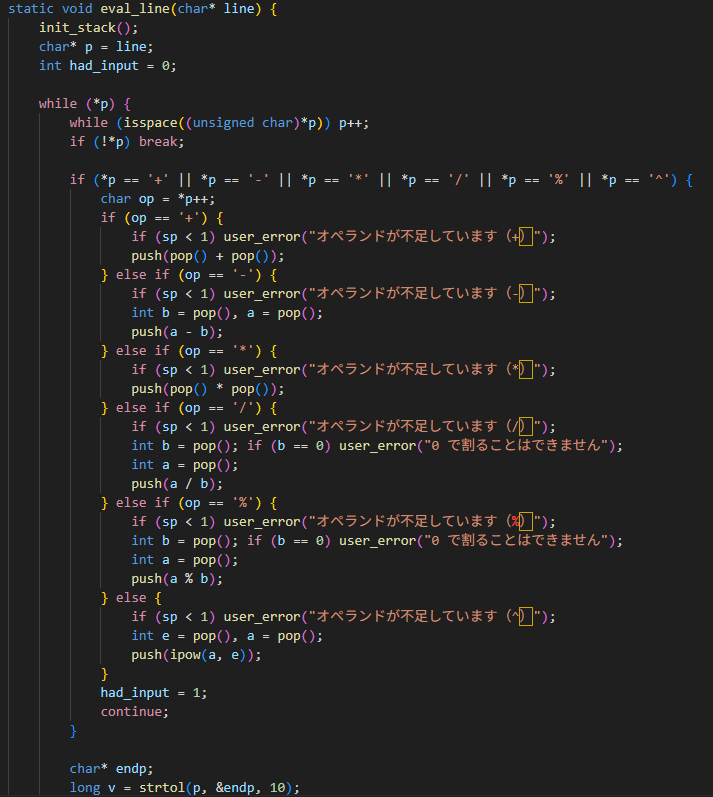 static void eval_line(char* line) {
    init_stack();
    char* p = line;
    int had_input = 0;

    while (*p) {
        while (isspace((unsigned char)*p)) p++;
        if (!*p) break;

        if (*p == '+' || *p == '-' || *p == '*' || *p == '/' || *p == '%' || *p == '^') {
            char op = *p++;
            if (op == '+') {
                if (sp < 1) user_error("オペランドが不足しています（+）");
                push(pop() + pop());
            } else if (op == '-') {
                if (sp < 1) user_error("オペランドが不足しています（-）");
                int b = pop(), a = pop();
                push(a - b);
            } else if (op == '*') {
                if (sp < 1) user_error("オペランドが不足しています（*）");
                push(pop() * pop());
            } else if (op == '/') {
                if (sp < 1) user_error("オペランドが不足しています（/）");
                int b = pop(); if (b == 0) user_error("0 で割ることはできません");
                int a = pop();
                push(a / b);
            } else if (op == '%') {
                if (sp < 1) user_error("オペランドが不足しています（%）");
                int b = pop(); if (b == 0) user_error("0 で割ることはできません");
                int a = pop();
                push(a % b);
            } else {
                if (sp < 1) user_error("オペランドが不足しています（^）");
                int e = pop(), a = pop();
                push(ipow(a, e));
            }
            had_input = 1;
            continue;
        }

        char* endp;
        long v = strtol(p, &endp, 10);